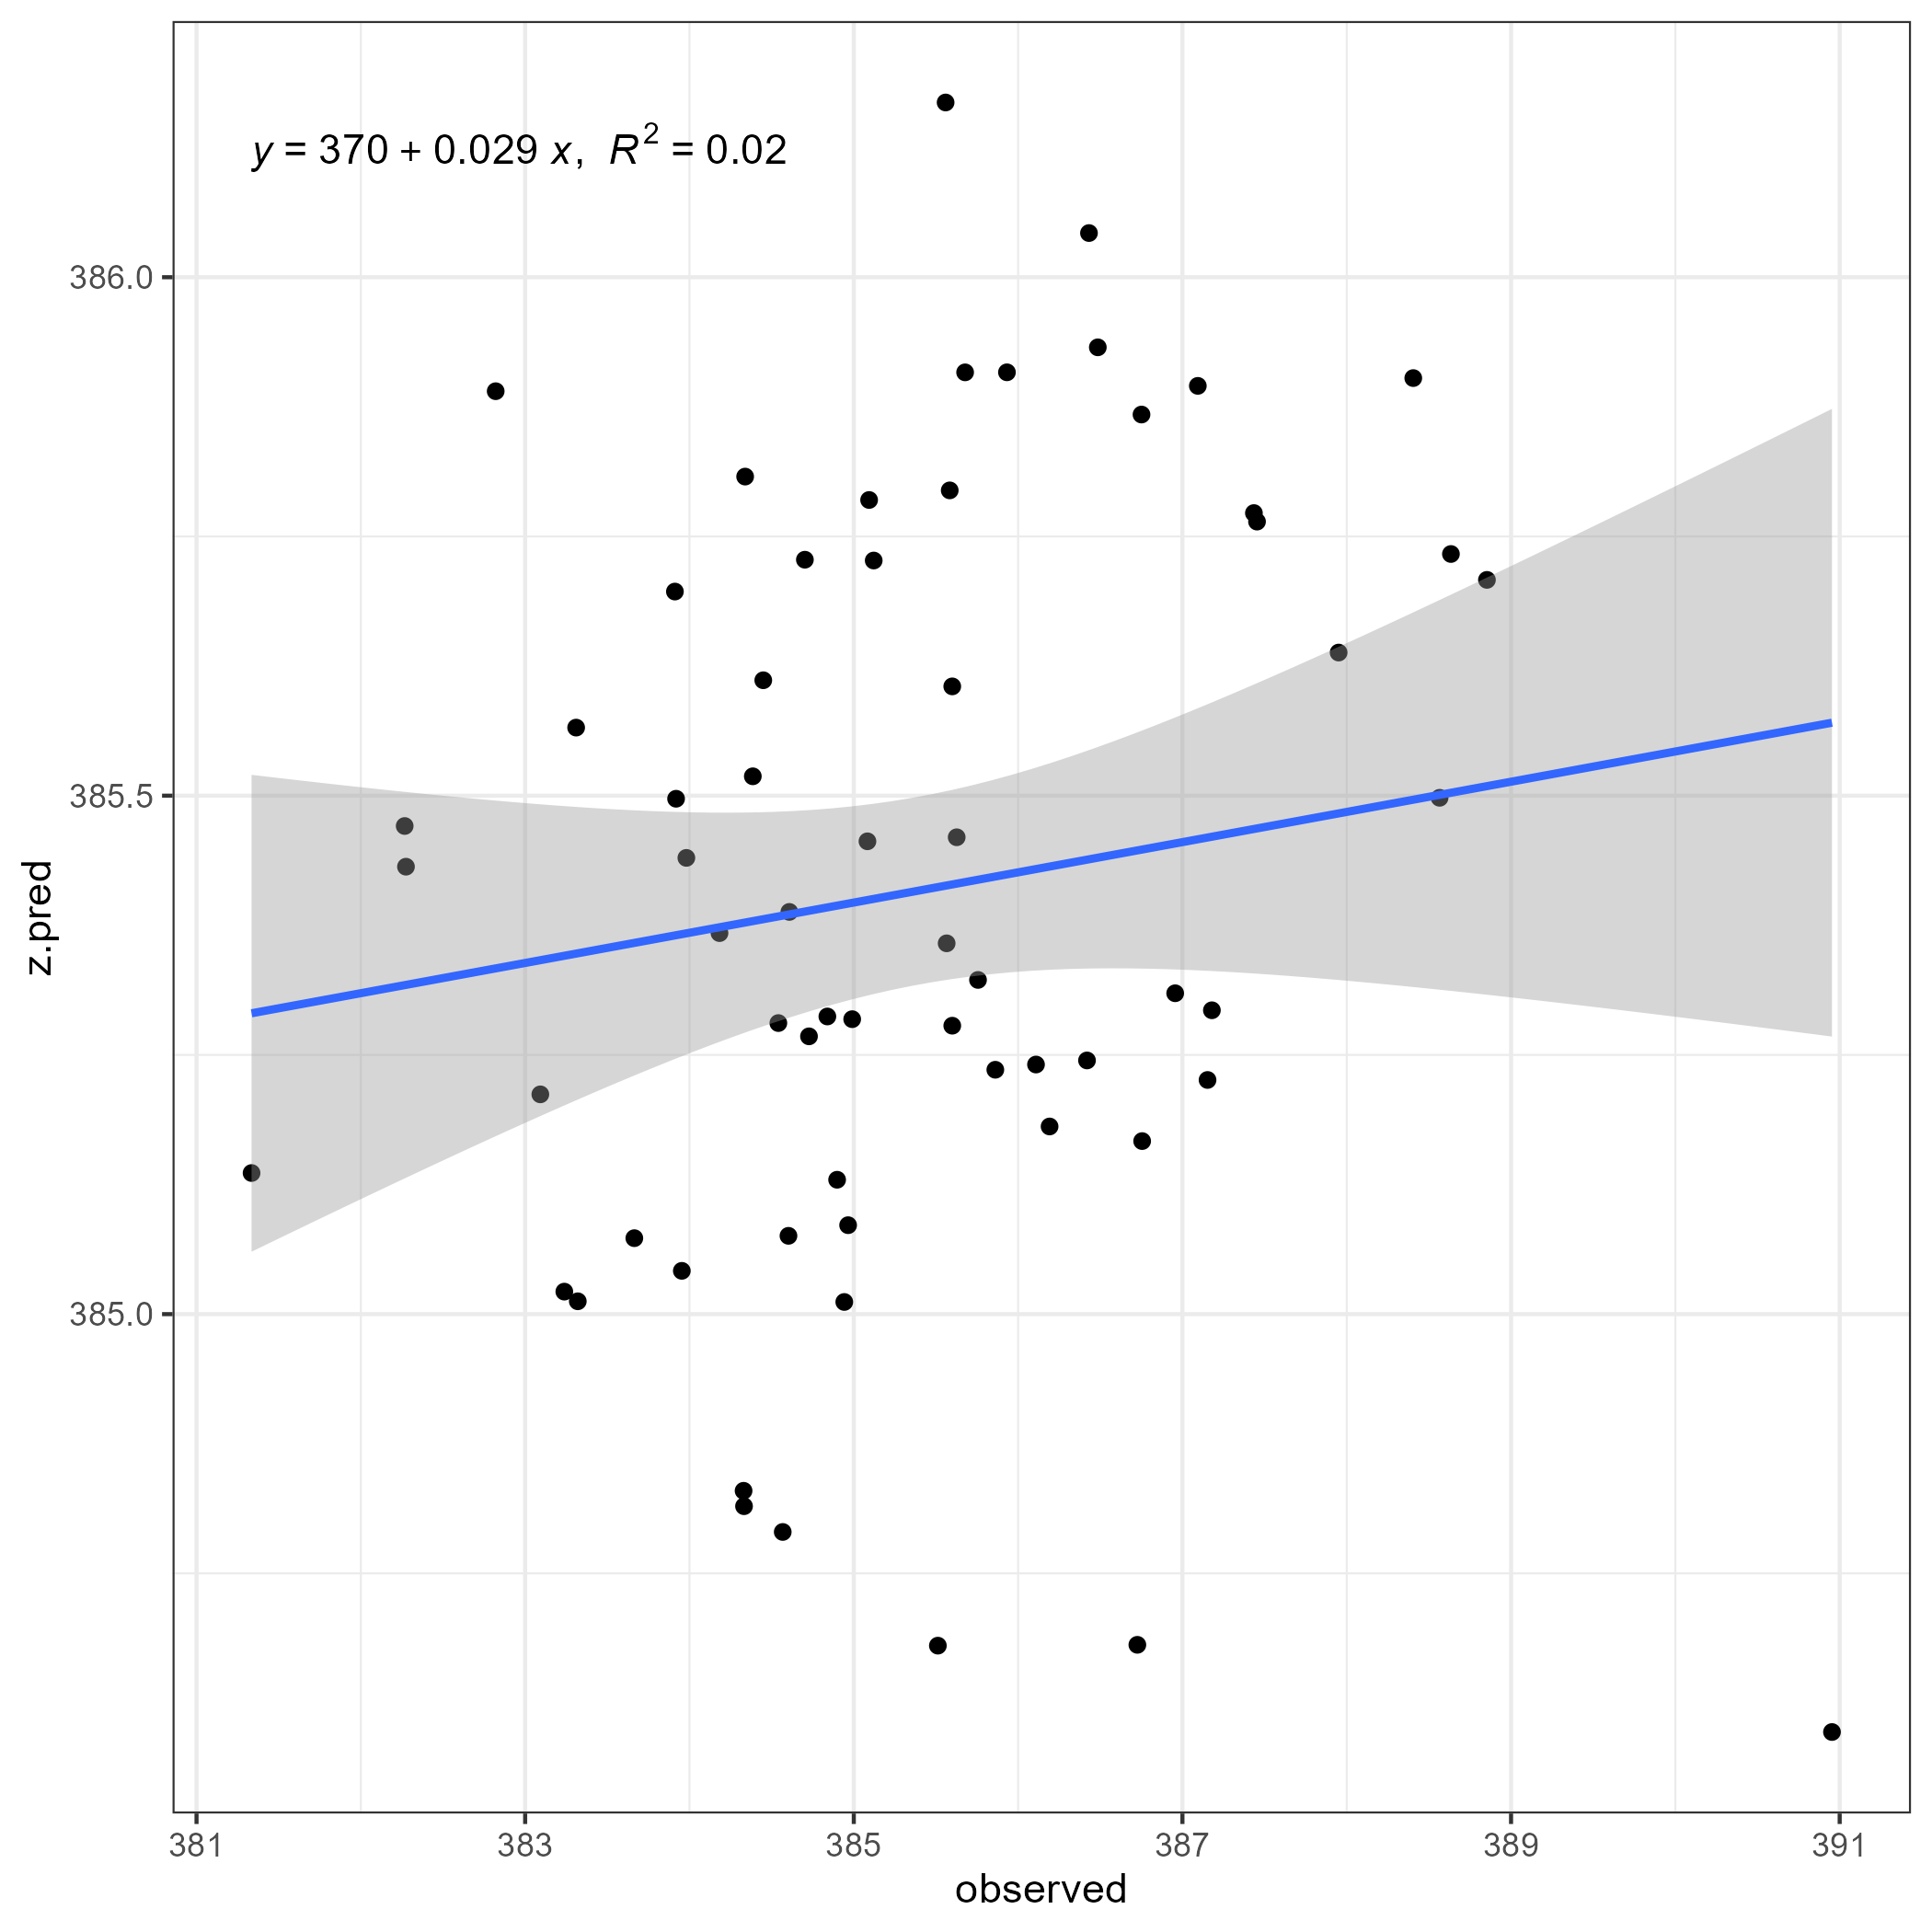 y = 370 + 0.029 x, R² = 0.02
386.0
385.5
385.0
z.pred
381 383 385 387 389 391
observed